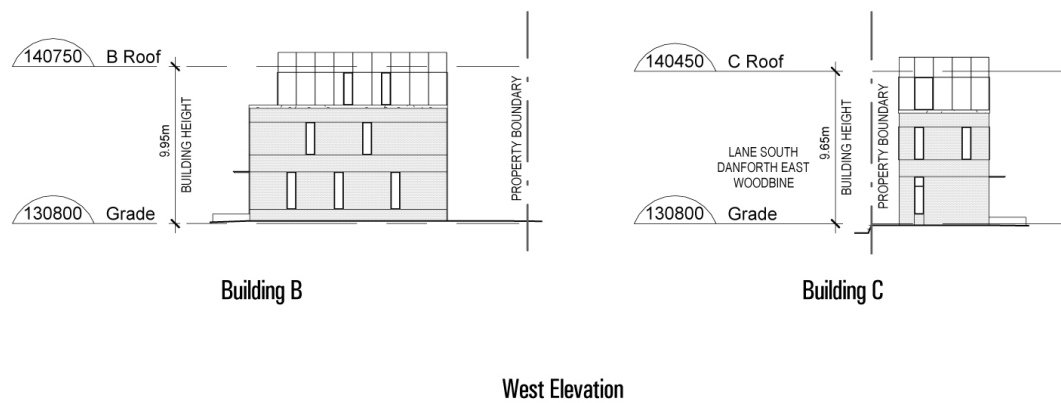 140750 B Roof
9.95m
BUILDING HEIGHT
PROPERTY BOUNDARY
130800 Grade
Building B
140450 C Roof
LANE SOUTH
DANFORTH EAST
WOODBINE
9.65m
BUILDING HEIGHT
PROPERTY BOUNDARY
130800 Grade
Building C
West Elevation